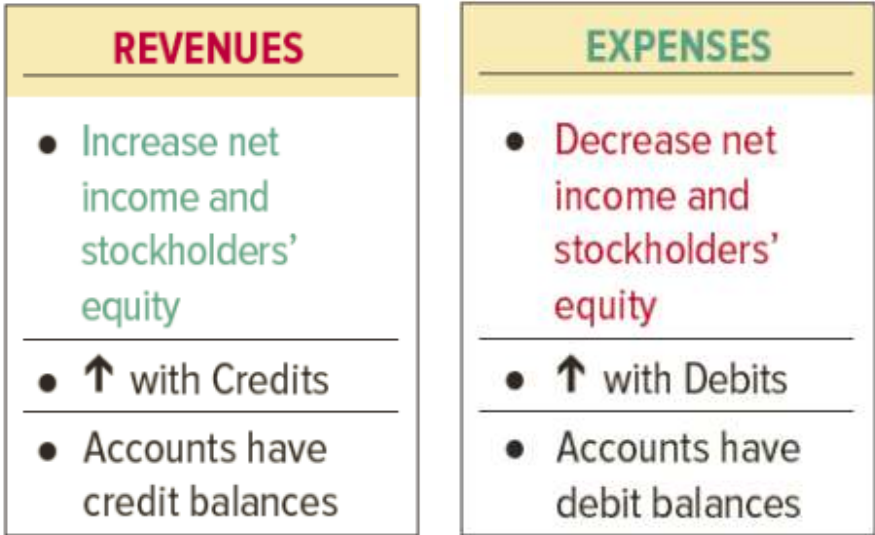 REVENUES
● Increase net
income and
stockholders’
equity
● ↑ with Credits
● Accounts have
credit balances
EXPENSES
● Decrease net
income and
stockholders’
equity
● ↑ with Debits
● Accounts have
debit balances